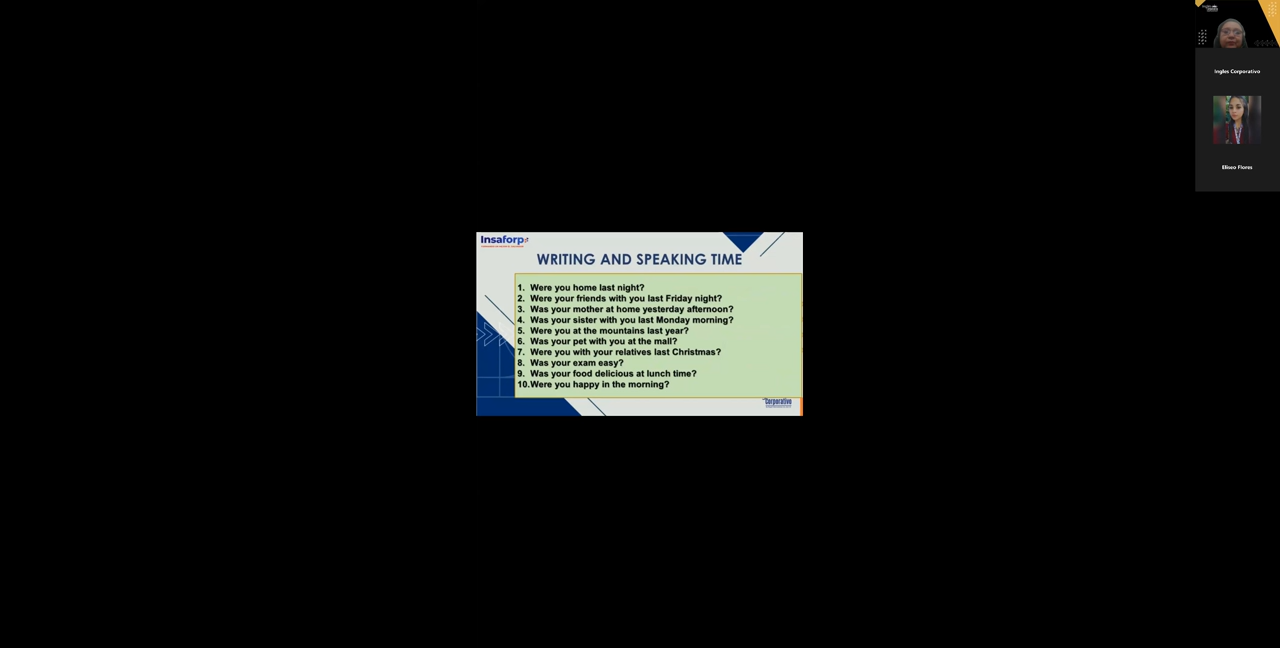 Ingles Corporativo
Eliseo Flores
Insaforp
WRITING AND SPEAKING TIME
1. Were you home last night?
2. Were your friends with you last Friday night?
3. Was your mother at home yesterday afternoon?
4. Was your sister with you last Monday morning?
5. Were you at the mountains last year?
6. Was your pet with you at the mall?
7. Were you with your relatives last Christmas?
8. Was your exam easy?
9. Was your food delicious at lunch time?
10.Were you happy in the morning?
Corporativo